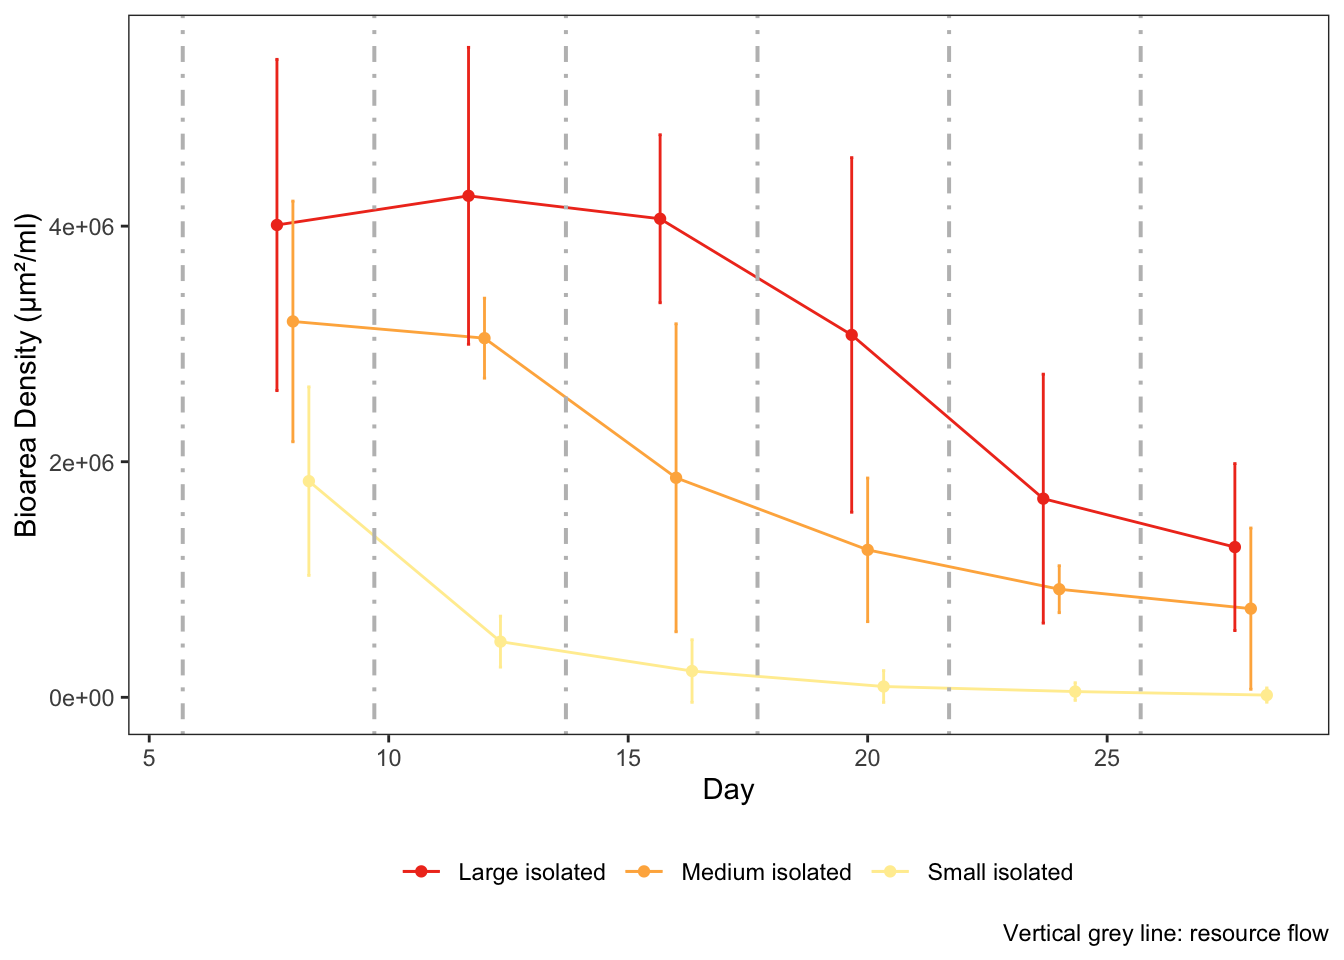 Bioarea Density (µm²/ml)
4e+06
2e+06
0e+00
5 10 15 20 25
Day
Large isolated Medium isolated Small isolated
Vertical grey line: resource flow